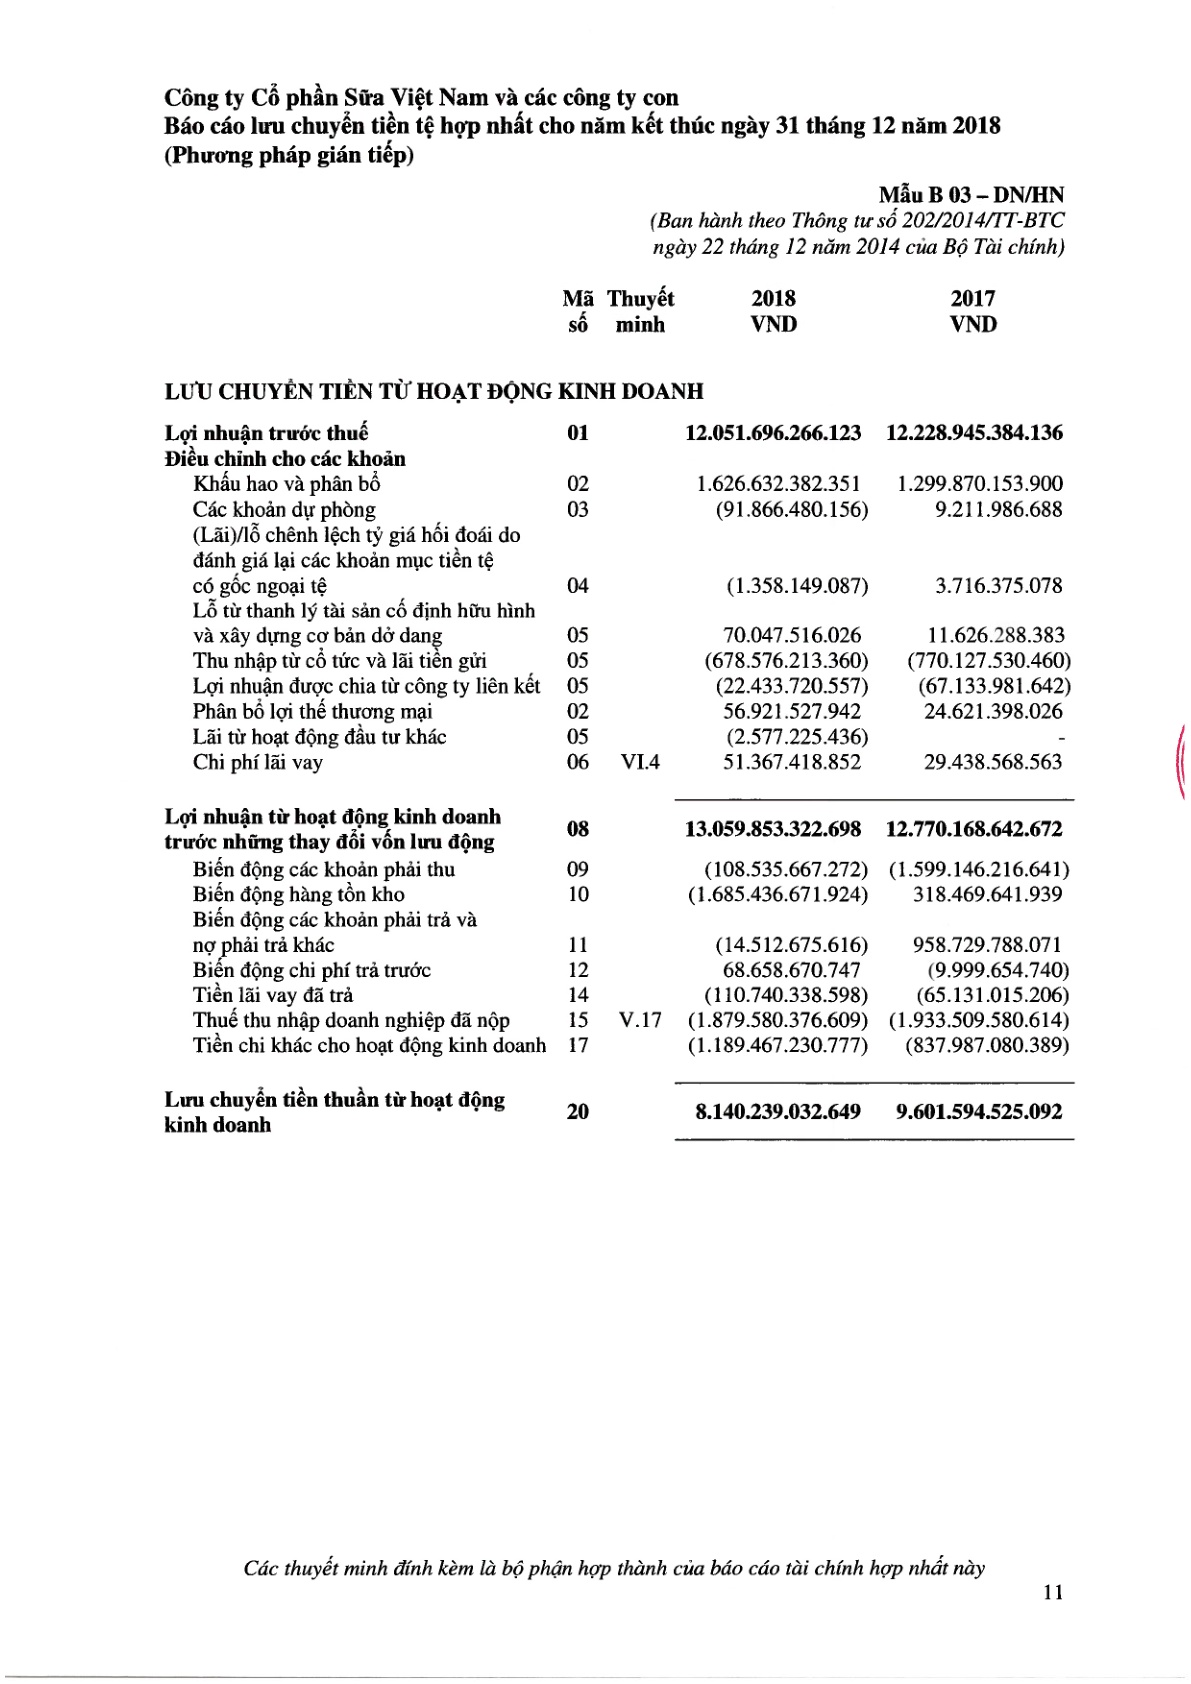 Công ty Cổ phần Sữa Việt Nam và các công ty con
Báo cáo lưu chuyển tiền tệ hợp nhất cho năm kết thúc ngày 31 tháng 12 năm 2018
(Phương pháp gián tiếp)
Mẫu B 03 – DN/HN
(Ban hành theo Thông tư số 202/2014/TT-BTC
ngày 22 tháng 12 năm 2014 của Bộ Tài chính)
Mã Thuyết 2018 2017
số minh VND VND
LƯU CHUYỂN TIỀN TỪ HOẠT ĐỘNG KINH DOANH
Lợi nhuận trước thuế 01 12.051.696.266.123 12.228.945.384.136
Điều chỉnh cho các khoản
Khấu hao và phân bổ 02 1.626.632.382.351 1.299.870.153.900
Các khoản dự phòng 03 (91.866.480.156) 9.211.986.688
(Lãi)/lỗ chênh lệch tỷ giá hối đoái do
đánh giá lại các khoản mục tiền tệ
có gốc ngoại tệ 04 (1.358.149.087) 3.716.375.078
Lỗ từ thanh lý tài sản cố định hữu hình
và xây dựng cơ bản dở dang 05 70.047.516.026 11.626.288.383
Thu nhập từ cổ tức và lãi tiền gửi 05 (678.576.213.360) (770.127.530.460)
Lợi nhuận được chia từ công ty liên kết 05 (22.433.720.557) (67.133.981.642)
Phân bổ lợi thế thương mại 02 56.921.527.942 24.621.398.026
Lãi từ hoạt động đầu tư khác 05 (2.577.225.436) -
Chi phí lãi vay 06 VI.4 51.367.418.852 29.438.568.563
Lợi nhuận từ hoạt động kinh doanh
trước những thay đổi vốn lưu động 08 13.059.853.322.698 12.770.168.642.672
Biến động các khoản phải thu 09 (108.535.667.272) (1.599.146.216.641)
Biến động hàng tồn kho 10 (1.685.436.671.924) 318.469.641.939
Biến động các khoản phải trả và
nợ phải trả khác 11 (14.512.675.616) 958.729.788.071
Biến động chi phí trả trước 12 68.658.670.747 (9.999.654.740)
Tiền lãi vay đã trả 14 (110.740.338.598) (65.131.015.206)
Thuế thu nhập doanh nghiệp đã nộp 15 V.17 (1.879.580.376.609) (1.933.509.580.614)
Tiền chi khác cho hoạt động kinh doanh 17 (1.189.467.230.777) (837.987.080.389)
Lưu chuyển tiền thuần từ hoạt động
kinh doanh 20 8.140.239.032.649 9.601.594.525.092
Các thuyết minh đính kèm là bộ phận hợp thành của báo cáo tài chính hợp nhất này
11